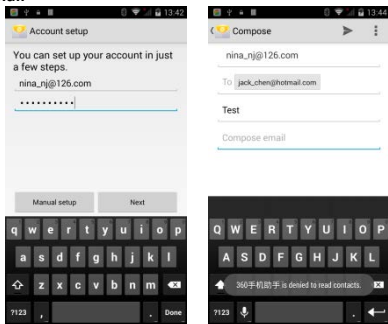 13:42
Account setup
You can set up your account in just
a few steps.
nina_nj@126.com
••••••••••
Manual setup
Next
q w e r t y u i o p
a s d f g h j k l
z x c v b n m
?123 , . Done
13:44
Compose
nina_nj@126.com
To jack_chen@hotmail.com
Test
Compose email
Q W E R T Y U I O P
A S D F G H J K L
360手机助手 is denied to read contacts.
?123 .